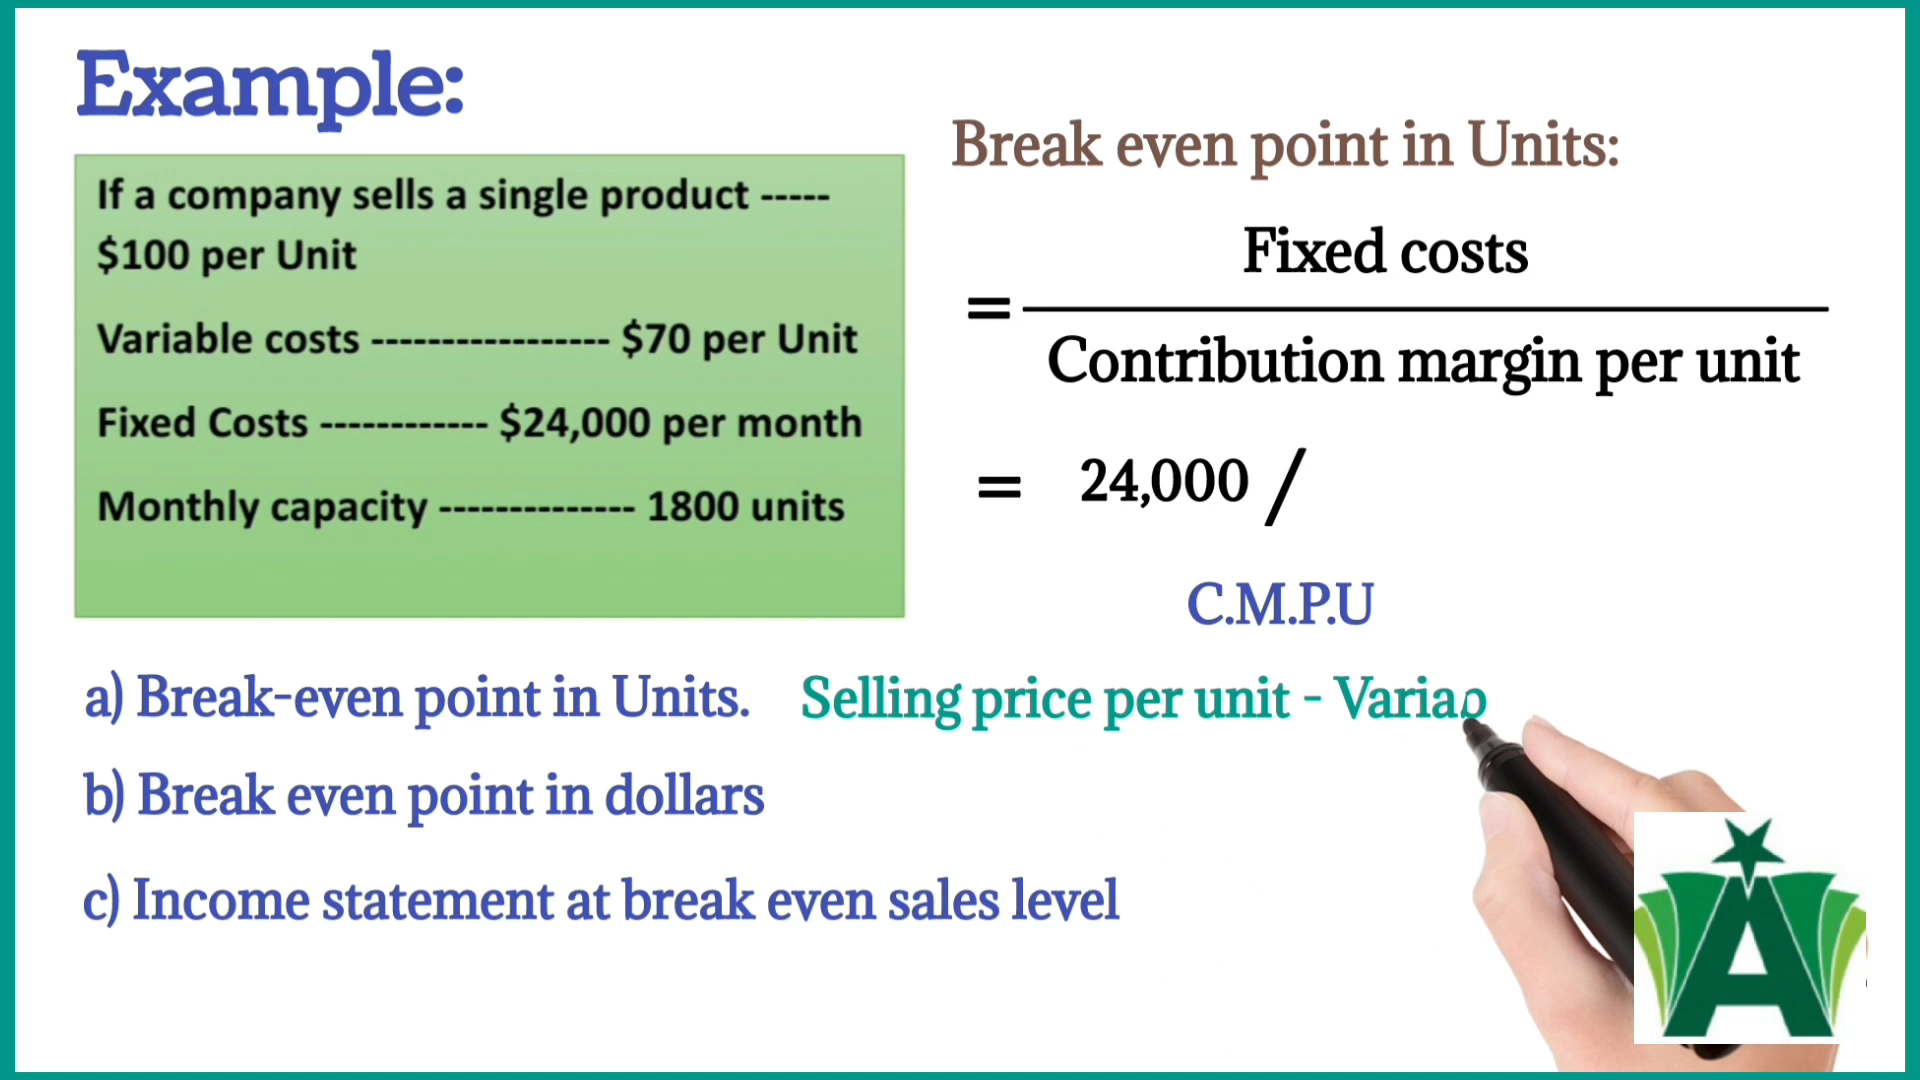 Example:
If a company sells a single product -----
$100 per Unit
Variable costs ----------------- $70 per Unit
Fixed Costs ------------ $24,000 per month
Monthly capacity -------------- 1800 units
a) Break-even point in Units.
b) Break even point in dollars
c) Income statement at break even sales level
Break even point in Units:
Fixed costs
=
Contribution margin per unit
= 24,000 /
C.M.P.U
Selling price per unit -
A